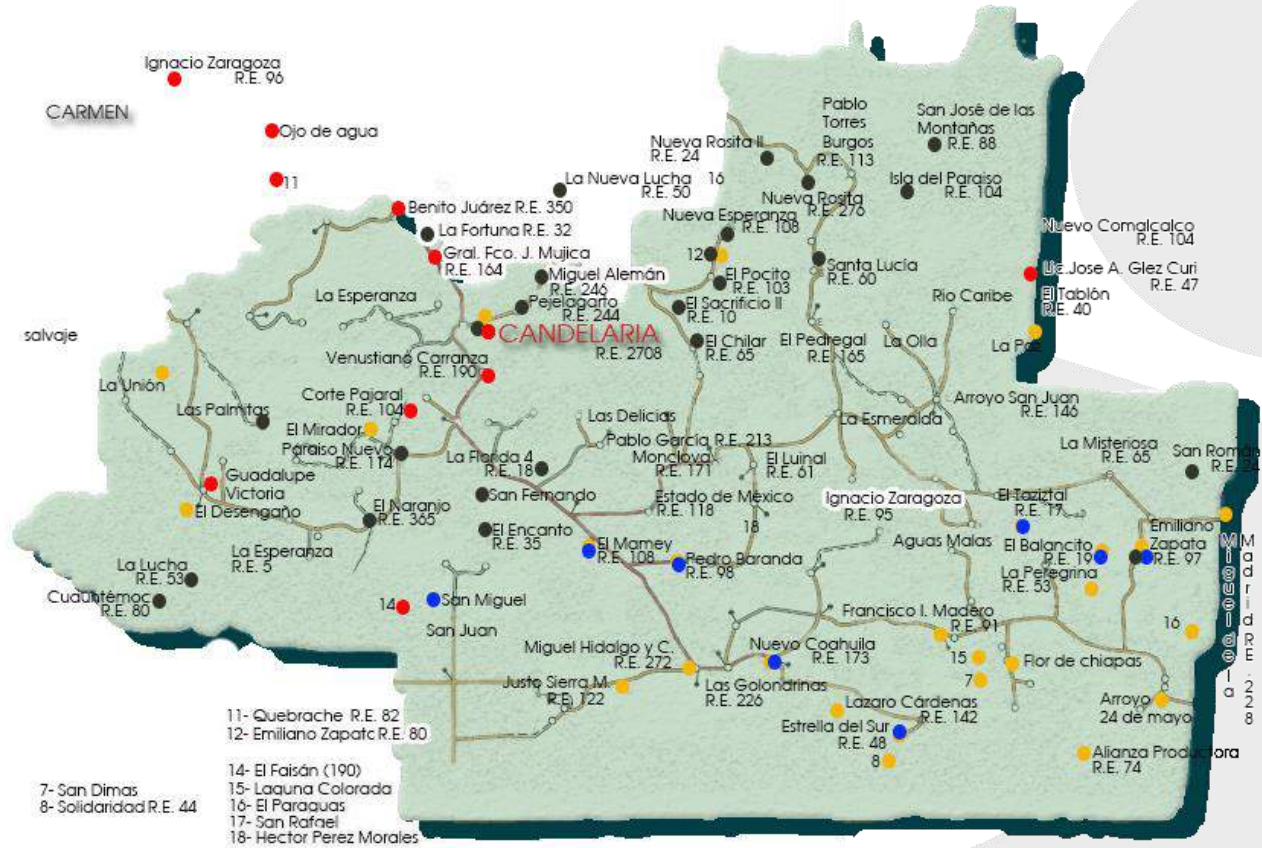 Ignacio Zaragoza
R.E. 96
CARMEN
Ojo de agua
11
Benito Juárez R.E. 350
La Fortuna R.E. 32
Gral. Fco. J. Mujica
R.E. 164
La Nueva Lucha
R.E. 50
16
Nueva Rosita II
R.E. 24
Pablo
Torres
Burgos
R.E. 113
San José de las
Montañas
R.E. 88
Isla del Paraiso
R.E. 104
Nueva Rosita
R.E. 276
Nueva Esperanza
R.E. 108
12
El Pocito
R.E. 103
Santa Lucía
R.E. 60
Nuevo Comalcalco
R.E. 104
Lic. Jose A. Glez Curi
R.E. 47
El Tablón
R.E. 40
La Paz
Miguel Alemán
R.E. 246
Pejelagarto
R.E. 244
La Esperanza
El Sacrificio II
R.E. 10
Rio Caribe
salvaje
CANDELARIA
R.E. 2708
El Chilar
R.E. 65
El Pedregal
R.E. 165
La Olla
Venustiano Carranza
R.E. 190
La Unión
Corte Pajaral
R.E. 104
Las Palmitas
El Mirador
Paraiso Nuevo
R.E. 114
Las Delicias
La Esmeralda
Arroyo San Juan
R.E. 146
Pablo García R.E. 213
Monclova
R.E. 171
El Luinal
R.E. 61
La Misteriosa
R.E. 65
San Román
R.E. 24
La Florida 4
R.E. 18
Guadalupe
Victoria
El Desengaño
San Fernando
Estado de México
R.E. 118
18
Ignacio Zaragoza
R.E. 95
El Taziztal
R.E. 17
El Naranjo
R.E. 365
El Encanto
R.E. 35
Emiliano
Zapata
R.E. 97
La Esperanza
R.E. 5
El Mamey
R.E. 108
Aguas Malas
El Balancito
R.E. 19
Pedro Baranda
R.E. 98
La Lucha
R.E. 53
La Peregrina
R.E. 53
Cuauhtémoc
R.E. 80
14
San Miguel
San Juan
Francisco I. Madero
R.E. 91
16
Miguel de la
Madrid R.E. 228
Miguel Hidalgo y C.
R.E. 272
Nuevo Coahuila
R.E. 173
15
7
Flor de chiapas
Justo Sierra M.
R.E. 122
Las Golondrinas
R.E. 226
Lazaro Cárdenas
R.E. 142
Arroyo
24 de mayo
Estrella del Sur
R.E. 48
8
Alianza Productora
R.E. 74
11- Quebrache R.E. 82
12- Emiliano Zapatc R.E. 80
14- El Faisán (190)
15- Laguna Colorada
16- El Paraguas
17- San Rafael
18- Hector Perez Morales
7- San Dimas
8- Solidaridad R.E. 44